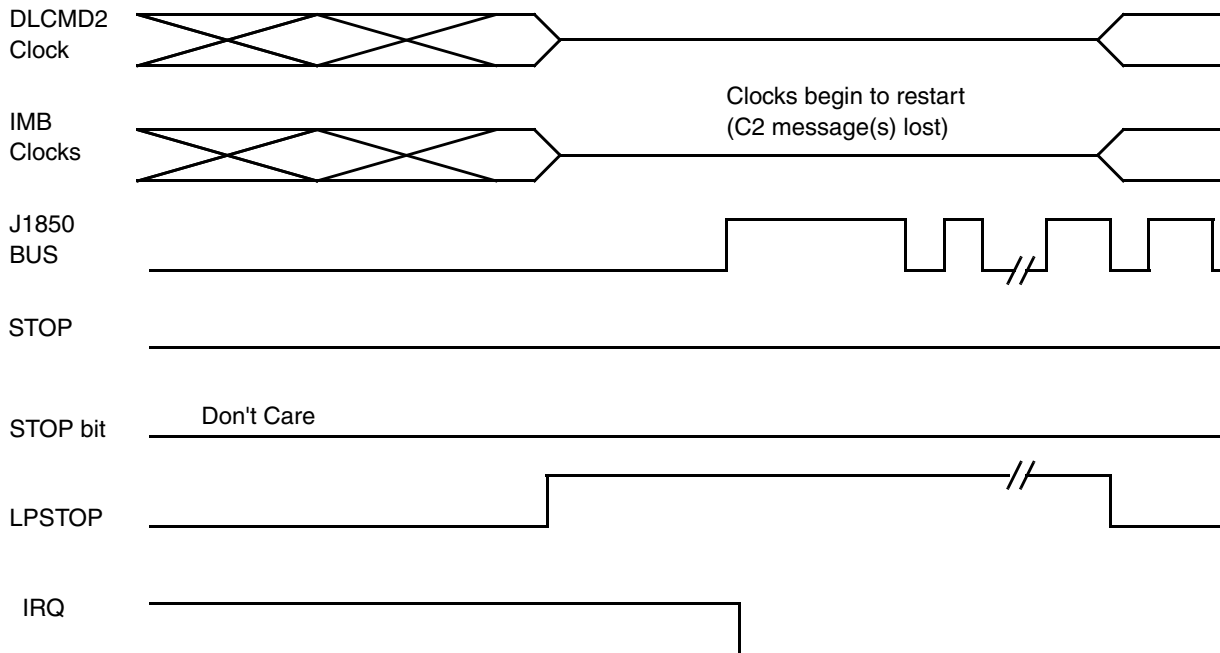 DLCMD2
Clock
Clocks begin to restart
(C2 message(s) lost)
IMB
Clocks
J1850
BUS
STOP
Don't Care
STOP bit
LPSTOP
IRQ